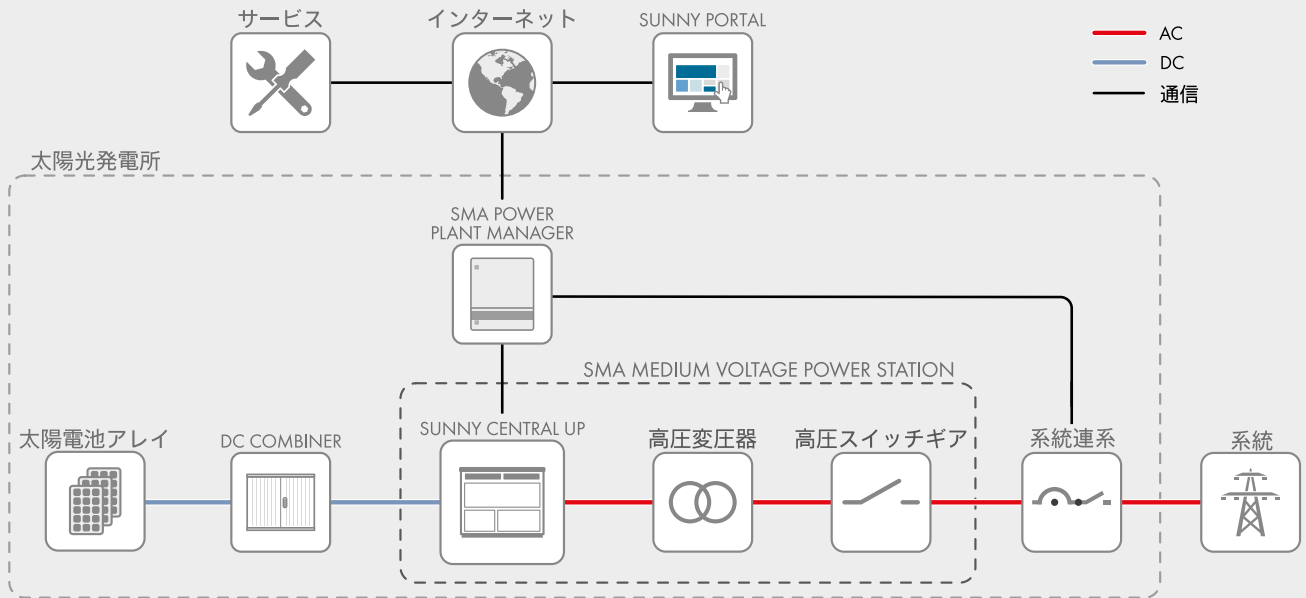 サービス
インターネット
SUNNY PORTAL
AC
DC
通信
太陽光発電所
SMA POWER
PLANT MANAGER
SMA MEDIUM VOLTAGE POWER STATION
太陽電池アレイ
DC COMBINER
SUNNY CENTRAL UP
高圧変圧器
高圧スイッチギア
系統連系
系統